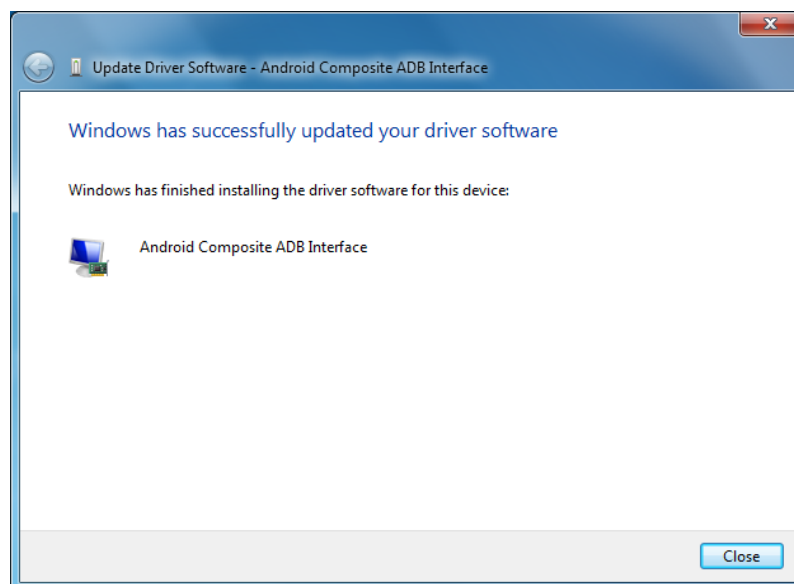 Update Driver Software - Android Composite ADB Interface
Windows has successfully updated your driver software
Windows has finished installing the driver software for this device:
Android Composite ADB Interface
Close